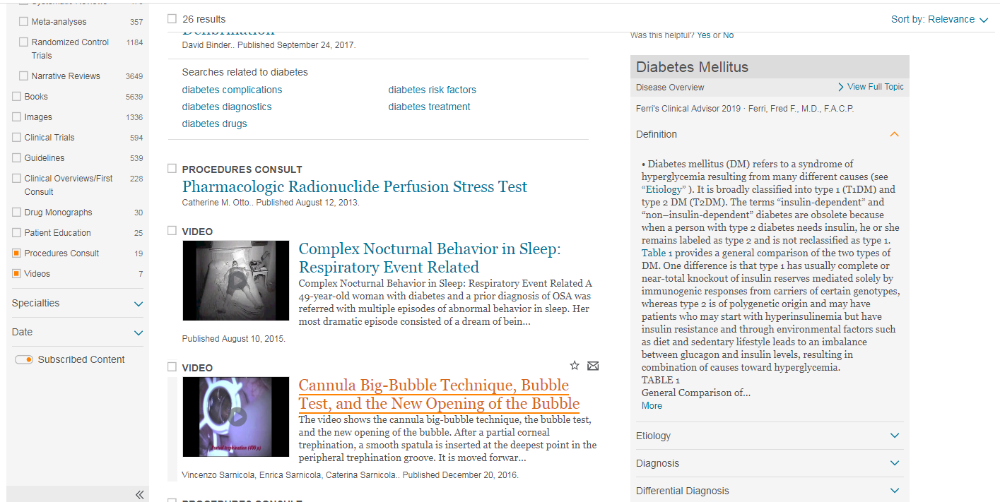 Systematic Reviews
Meta-analyses 357
Randomized Control 1184
Trials
Narrative Reviews 3649
Books 5639
Images 1336
Clinical Trials 594
Guidelines 539
Clinical Overviews/First 228
Consult
Drug Monographs 30
Patient Education 25
Procedures Consult 19
Videos 7
Specialties
Date
Subscribed Content
26 results
Sort by: Relevance
Defibrillation
David Binder.. Published September 24, 2017.
Searches related to diabetes
diabetes complications
diabetes risk factors
diabetes diagnostics
diabetes treatment
diabetes drugs
PROCEDURES CONSULT
Pharmacologic Radionuclide Perfusion Stress Test
Catherine M. Otto.. Published August 12, 2013.
VIDEO
Complex Nocturnal Behavior in Sleep:
Respiratory Event Related
Complex Nocturnal Behavior in Sleep: Respiratory Event Related A
49-year-old woman with diabetes and a prior diagnosis of OSA was
referred with multiple episodes of abnormal behavior in sleep. Her
most dramatic episode consisted of a dream of bein...
Published August 10, 2015.
VIDEO
Cannula Big-Bubble Technique, Bubble
Test, and the New Opening of the Bubble
Partial trephination (400 μ)
The video shows the cannula big-bubble technique, the bubble test,
and the new opening of the bubble. After a partial corneal
trephination, a smooth spatula is inserted at the deepest point in the
peripheral trephination groove. It is moved forwar...
Vincenzo Sarnicola, Enrica Sarnicola, Caterina Sarnicola.. Published December 20, 2016.
PROCEDURES CONSULT
Was this helpful? Yes or No
Diabetes Mellitus
Disease Overview
View Full Topic
Ferri's Clinical Advisor 2019 · Ferri, Fred F., M.D., F.A.C.P.
Definition
• Diabetes mellitus (DM) refers to a syndrome of
hyperglycemia resulting from many different causes (see
“Etiology” ). It is broadly classified into type 1 (T1DM) and
type 2 DM (T2DM). The terms “insulin-dependent” and
“non–insulin-dependent” diabetes are obsolete because
when a person with type 2 diabetes needs insulin, he or she
remains labeled as type 2 and is not reclassified as type 1.
Table 1 provides a general comparison of the two types of
DM. One difference is that type 1 has usually complete or
near-total knockout of insulin reserves mediated solely by
immunogenic responses from carriers of certain genotypes,
whereas type 2 is of polygenetic origin and may have
patients who may start with hyperinsulinemia but have
insulin resistance and through environmental factors such
as diet and sedentary lifestyle leads to an imbalance
between glucagon and insulin levels, resulting in
combination of causes toward hyperglycemia.
TABLE 1
General Comparison of...
More
Etiology
Diagnosis
Differential Diagnosis